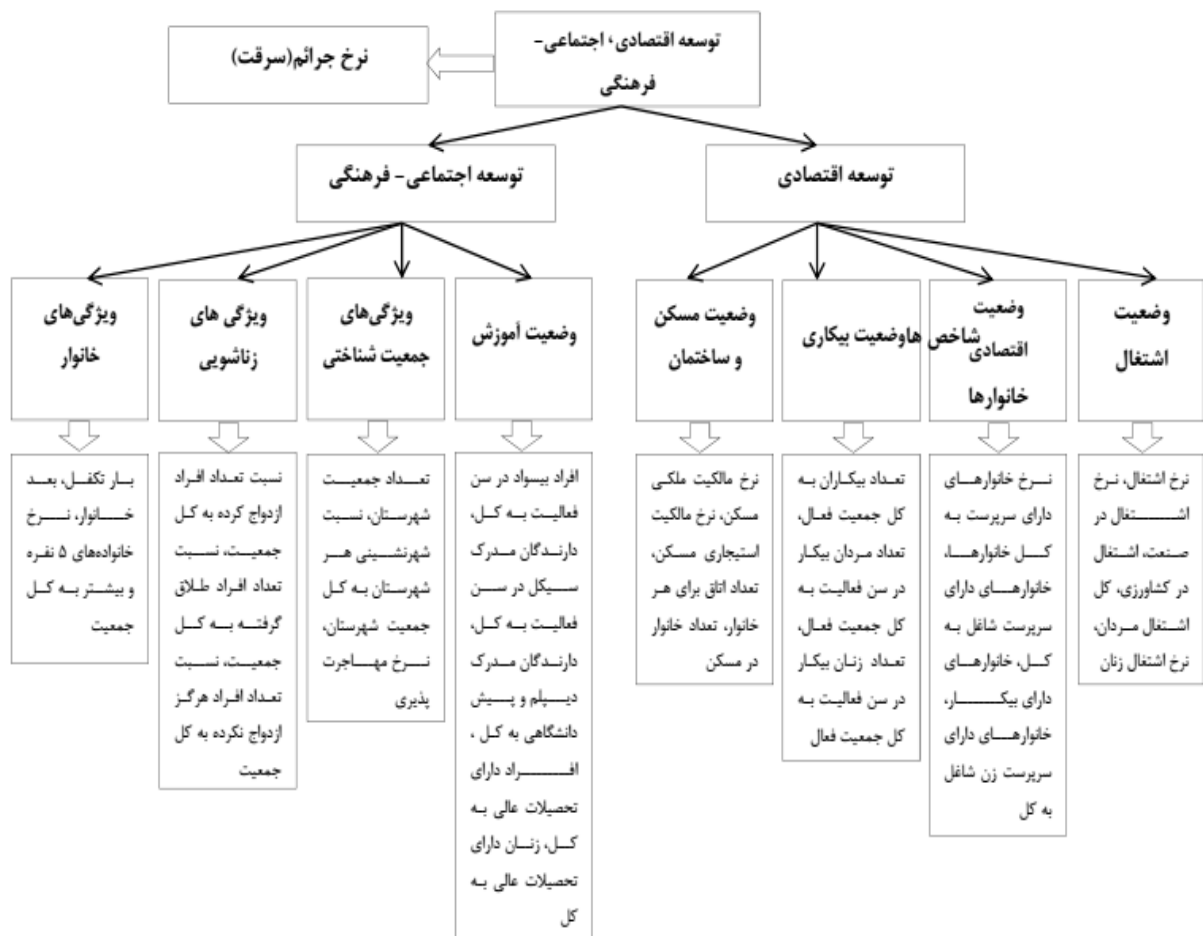 توسعه اقتصادی، اجتماعی-
فرهنگی
نرخ جرائم(سرقت)
توسعه اقتصادی
توسعه اجتماعی- فرهنگی
وضعیت
اشتغال
وضعیت
اقتصادی
خانوارها
شاخص ها
وضعیت بیکاری
وضعیت مسکن
و ساختمان
وضعیت آموزش
ویژگی‌های
جمعیت شناختی
ویژگی های
زناشویی
ویژگی‌های
خانوار
نرخ اشتغال، نرخ
اشتغال در
صنعت، اشتغال
در کشاورزی، کل
اشتغال مردان،
نرخ اشتغال زنان
نرخ خانوارهای
دارای سرپرست به
کل خانوارها،
خانوارهای دارای
سرپرست شاغل به
کل، خانوارهای
دارای بیکار،
خانوارهای دارای
سرپرست زن شاغل
به کل
تعداد بیکاران به
کل جمعیت فعال،
تعداد مردان بیکار
در سن فعالیت به
کل جمعیت فعال،
تعداد زنان بیکار
در سن فعالیت به
کل جمعیت فعال
نرخ مالکیت ملکی
مسکن، نرخ مالکیت
استیجاری مسکن،
تعداد اتاق برای هر
خانوار، تعداد خانوار
در مسکن
افراد بیسواد در سن
فعالیت به کل،
دارندگان مدرک
سیکل در سن
فعالیت به کل،
دارندگان مدرک
دیپلم و پیش
دانشگاهی به کل ،
افراد دارای
تحصیلات عالی به
کل، زنان دارای
تحصیلات عالی به
کل
تعداد جمعیت
شهرستان، نسبت
شهرنشینی هر
شهرستان به کل
جمعیت شهرستان،
نرخ مهاجرت
پذیری
نسبت تعداد افراد
ازدواج کرده به کل
جمعیت، نسبت
تعداد افراد طلاق
گرفته به کل
جمعیت، نسبت
تعداد افراد هرگز
ازدواج نکرده به کل
جمعیت
بار تکفل، بعد
خانوار، نرخ
خانواده‌های ۵ نفره
و بیشتر به کل
جمعیت